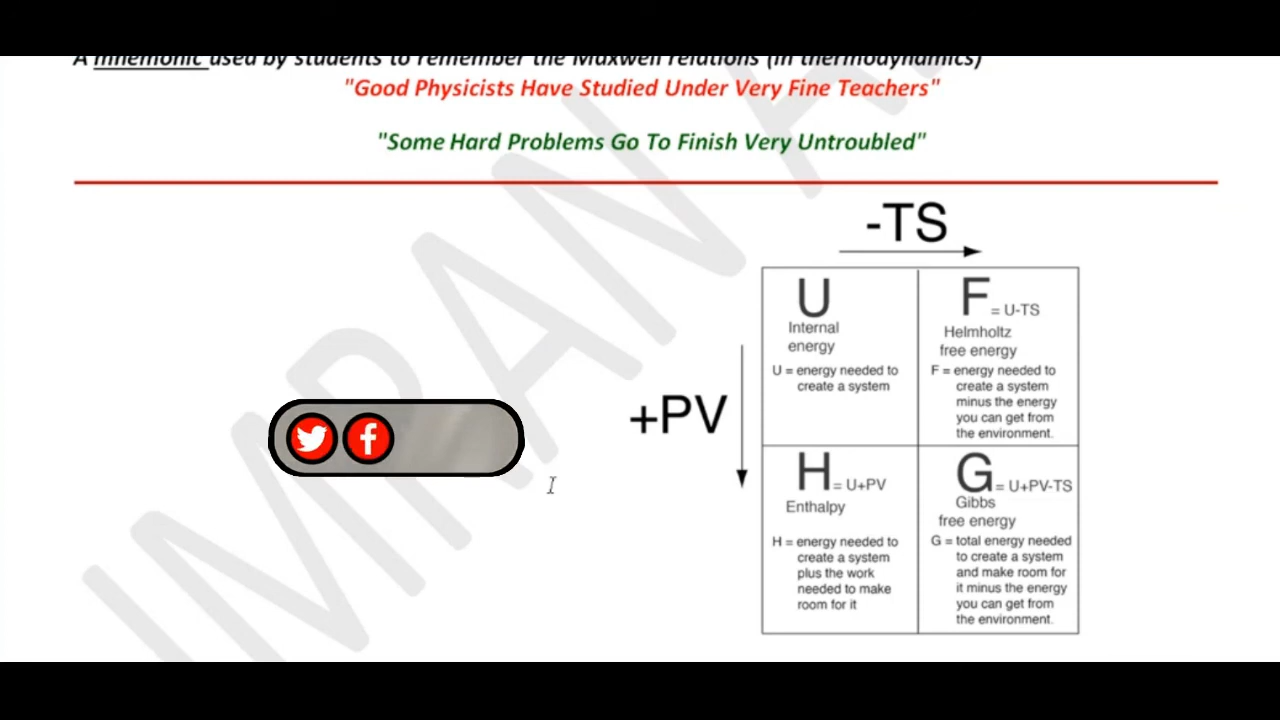 A mnemonic used by students to remember the Maxwell relations (in thermodynamics)
"Good Physicists Have Studied Under Very Fine Teachers"
"Some Hard Problems Go To Finish Very Untroubled"
-TS
+PV
U
Internal
energy
U = energy needed to
create a system
F = U-TS
Helmholtz
free energy
F = energy needed to
create a system
minus the energy
you can get from
the environment.
H = U+PV
Enthalpy
H = energy needed to
create a system
plus the work
needed to make
room for it
G = U+PV-TS
Gibbs
free energy
G = total energy needed
to create a system
and make room for
it minus the energy
you can get from
the environment.
IMRAN